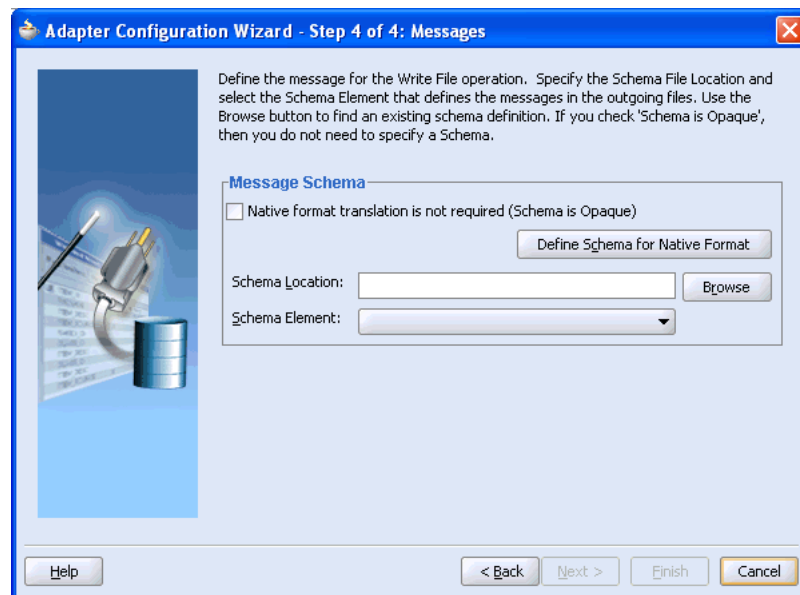 Adapter Configuration Wizard - Step 4 of 4: Messages
Define the message for the Write File operation. Specify the Schema File Location and
select the Schema Element that defines the messages in the outgoing files. Use the
Browse button to find an existing schema definition. If you check 'Schema is Opaque',
then you do not need to specify a Schema.
Message Schema
Native format translation is not required (Schema is Opaque)
Define Schema for Native Format
Schema Location:
Browse
Schema Element:
Help
< Back
Next >
Finish
Cancel